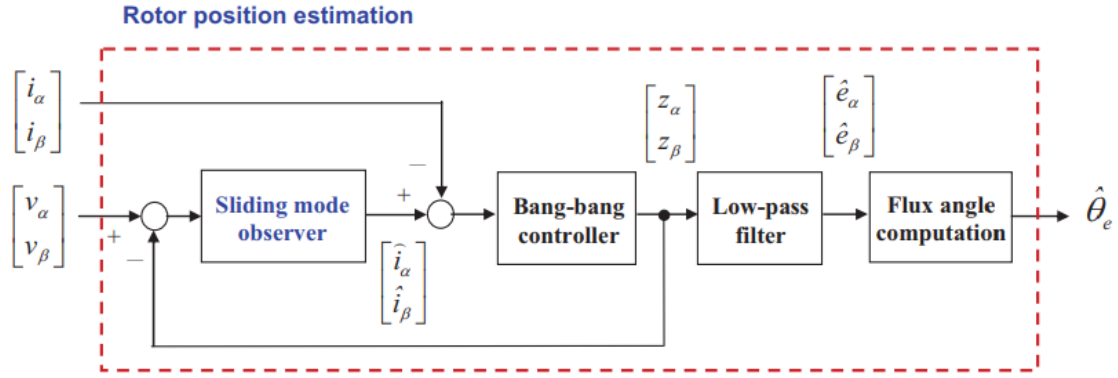 Rotor position estimation
i_α
i_β
v_α
v_β
+
−
Sliding mode
observer
+
−
î_α
î_β
Bang-bang
controller
z_α
z_β
Low-pass
filter
ê_α
ê_β
Flux angle
computation
θ̂_e